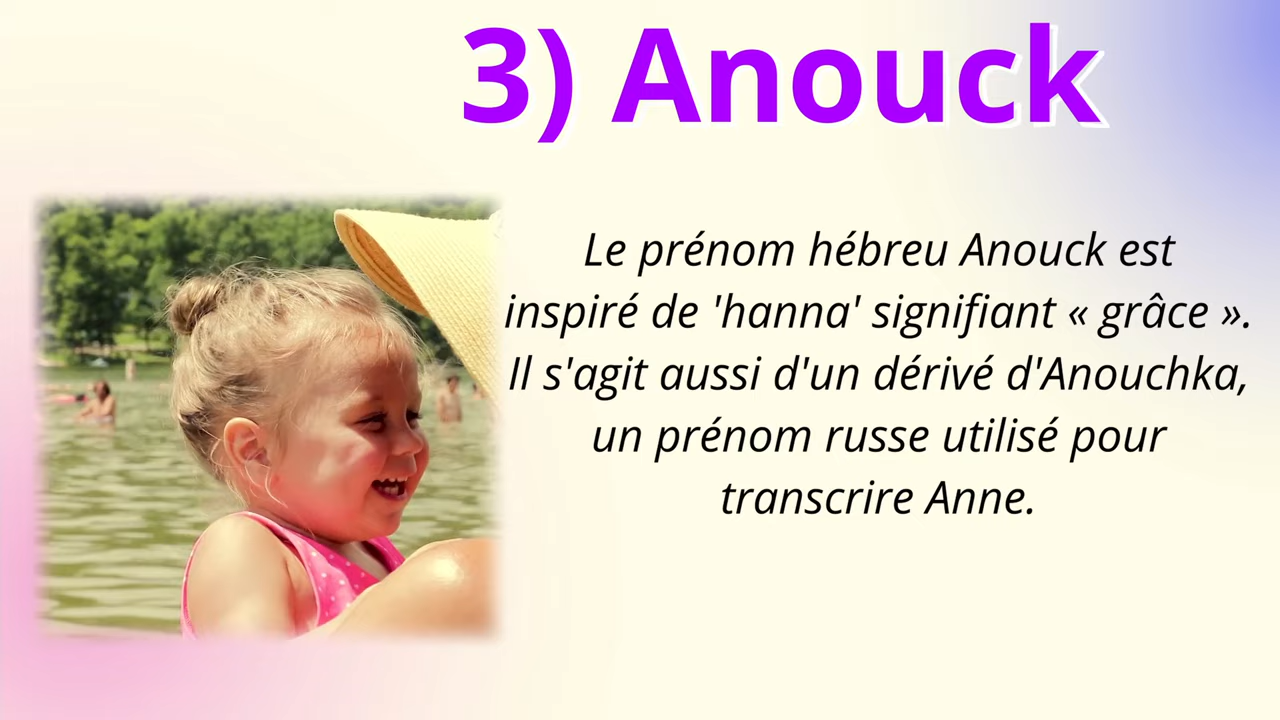 3) Anouck
Le prénom hébreu Anouck est
inspiré de 'hanna' signifiant « grâce ».
Il s'agit aussi d'un dérivé d'Anouchka,
un prénom russe utilisé pour
transcrire Anne.